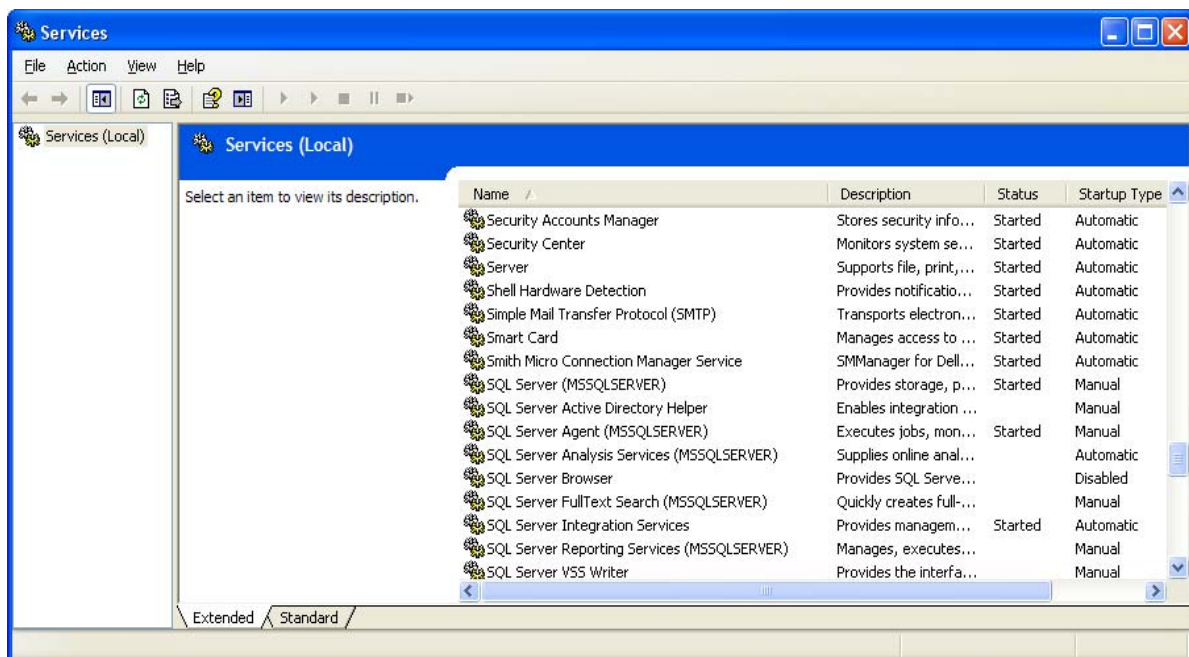 Services
File Action View Help
Services (Local)
Services (Local)
Select an item to view its description.
Name Description Status Startup Type
Security Accounts Manager Stores security info... Started Automatic
Security Center Monitors system se... Started Automatic
Server Supports file, print,... Started Automatic
Shell Hardware Detection Provides notificatio... Started Automatic
Simple Mail Transfer Protocol (SMTP) Transports electron... Started Automatic
Smart Card Manages access to ... Started Automatic
Smith Micro Connection Manager Service SMManager for Dell... Started Automatic
SQL Server (MSSQLSERVER) Provides storage, p... Started Manual
SQL Server Active Directory Helper Enables integration ... Manual
SQL Server Agent (MSSQLSERVER) Executes jobs, mon... Started Manual
SQL Server Analysis Services (MSSQLSERVER) Supplies online anal... Automatic
SQL Server Browser Provides SQL Serve... Disabled
SQL Server FullText Search (MSSQLSERVER) Quickly creates full-... Manual
SQL Server Integration Services Provides managem... Started Automatic
SQL Server Reporting Services (MSSQLSERVER) Manages, executes... Manual
SQL Server VSS Writer Provides the interfa... Manual
Extended Standard